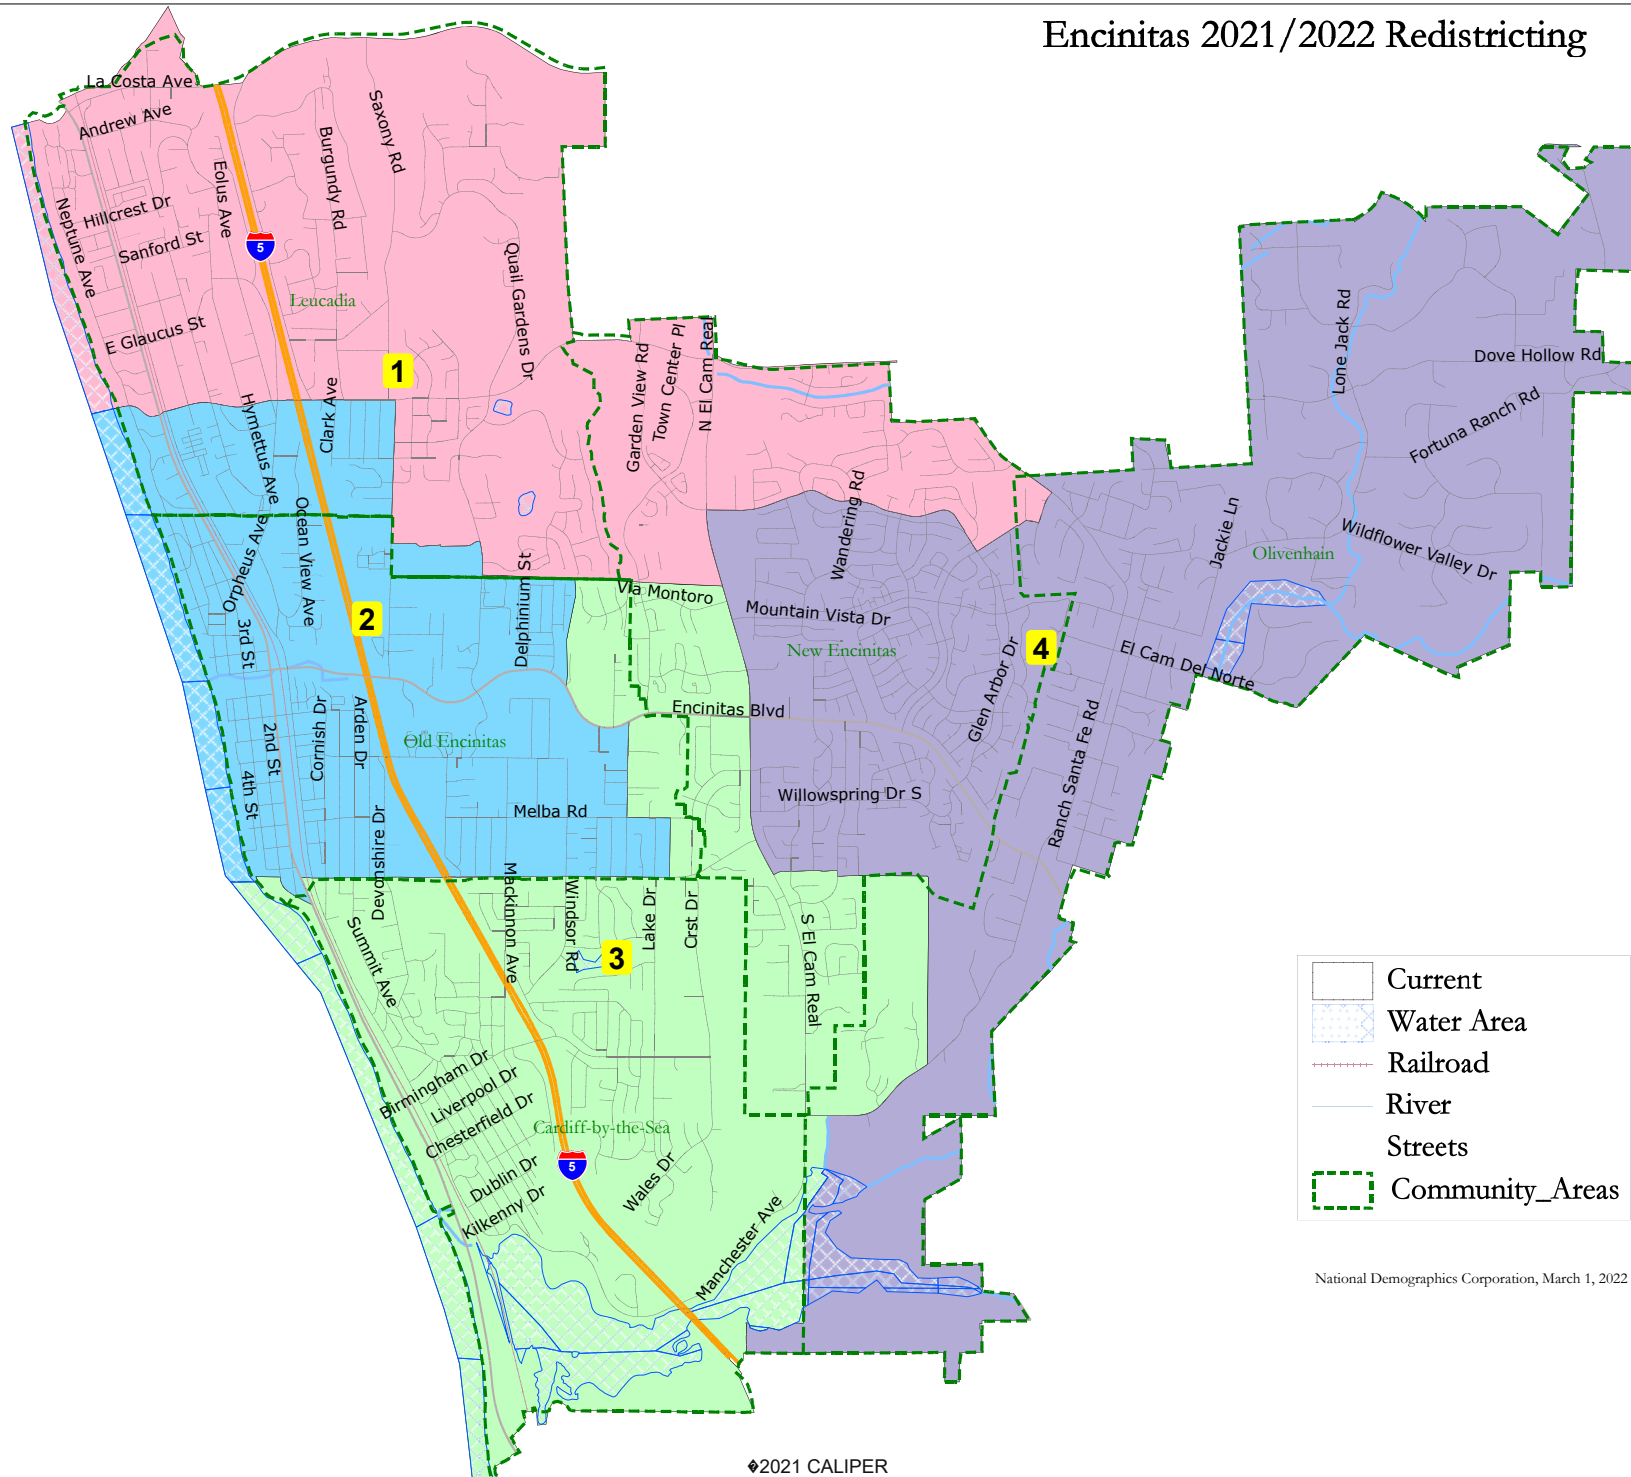 Encinitas 2021/2022 Redistricting
La Costa Ave
Andrew Ave
Saxony Rd
Burgundy Rd
Eolus Ave
Neptune Ave
Hillcrest Dr
Sanford St
5
Leucadia
Quail Gardens Dr
E Glaucus St
1
Garden View Rd
Town Center Pl
N El Cam Real
Lone Jack Rd
Dove Hollow Rd
Fortuna Ranch Rd
Hymettus Ave
Clark Ave
Wandering Rd
Jackie Ln
Wildflower Valley Dr
Olivenhain
Orpheus Ave
Ocean View Ave
Delphinium St
Via Montoro
Mountain Vista Dr
2
3rd St
New Encinitas
4
Glen Arbor Dr
El Cam Del Norte
Encinitas Blvd
Ranch Santa Fe Rd
2nd St
Cornish Dr
Arden Dr
Old Encinitas
4th St
Melba Rd
Willowspring Dr S
Devonshire Dr
Mackinnon Ave
Windsor Rd
Lake Dr
Crst Dr
S El Cam Real
Summit Ave
3
Birmingham Dr
Liverpool Dr
Chesterfield Dr
Cardiff-by-the-Sea
5
Dublin Dr
Kilkenny Dr
Wales Dr
Manchester Ave
Current
Water Area
Railroad
River
Streets
Community_Areas
National Demographics Corporation, March 1, 2022
�2021 CALIPER